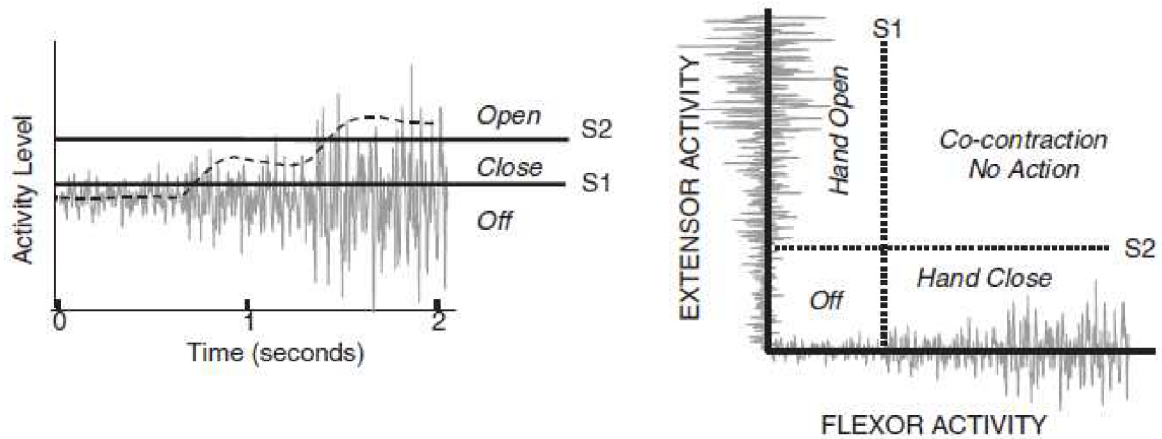 Activity Level
Open
S2
Close
S1
Off
0
1
2
Time (seconds)
EXTENSOR ACTIVITY
Hand Open
S1
Co-contraction
No Action
S2
Hand Close
Off
FLEXOR ACTIVITY